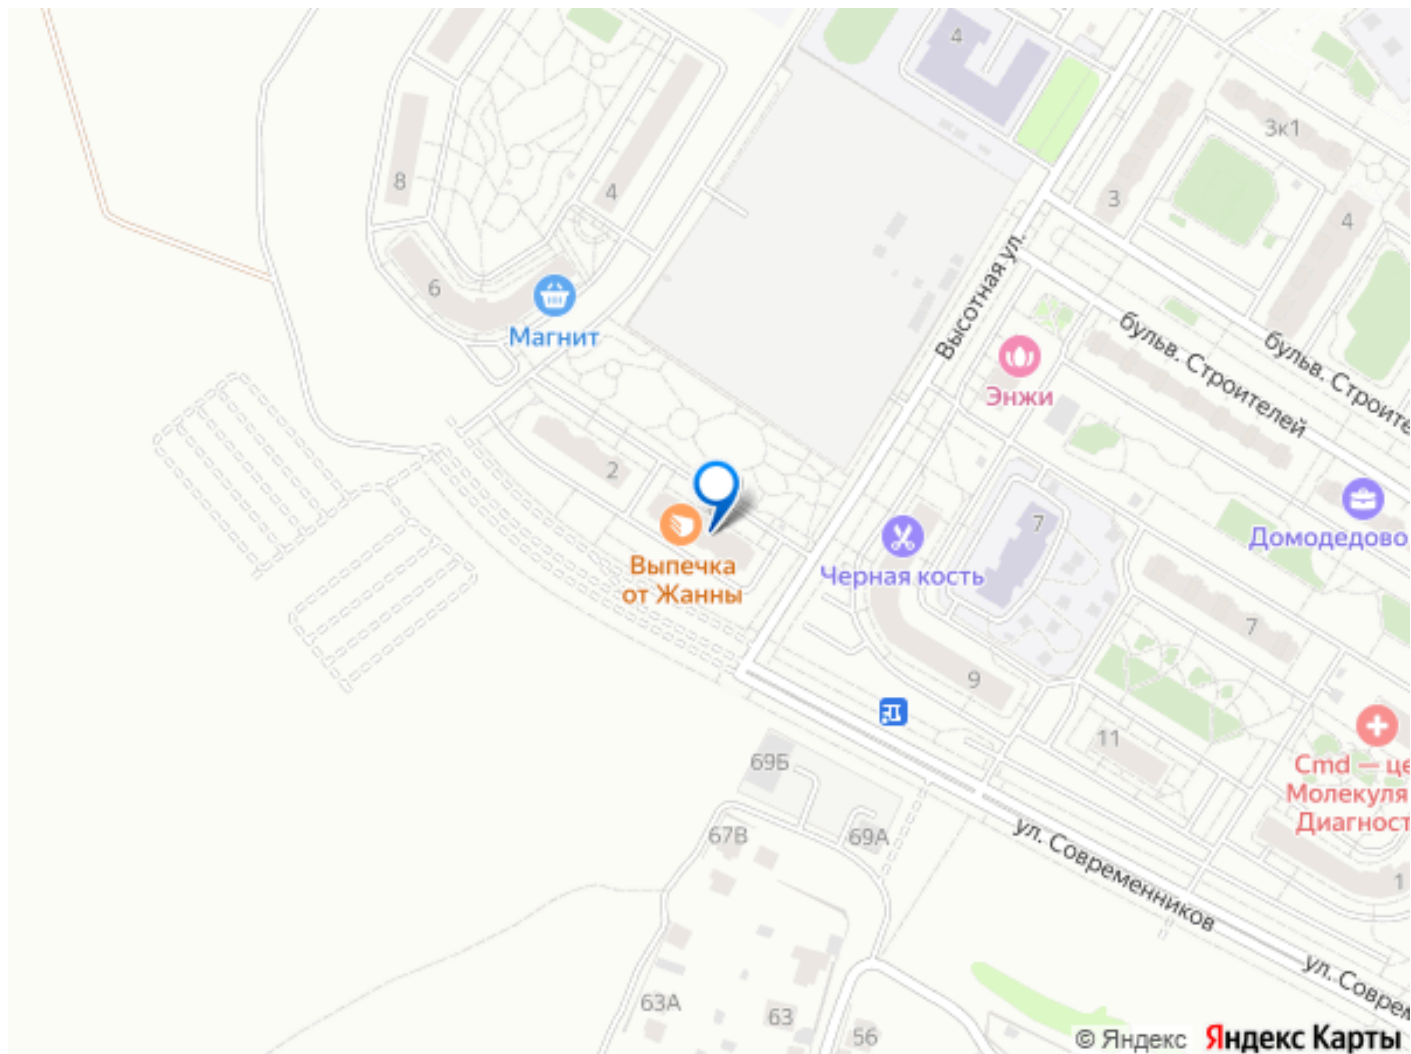 4
3к1
8
4
3
4
6
Магнит
Высотная ул.
бульв. Строителей
бульв. Строите
Энжи
2
7
Домодедово
Выпечка
от Жанны
Черная кость
7
9
11
69Б
Cmd — це
Молекуля
Диагност
67В
69А
ул. Современников
1
ул. Соврем
63А
63
56
© Яндекс Яндекс Карты